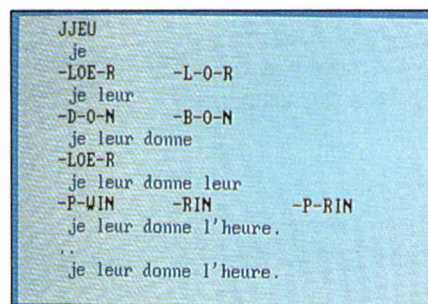 JJEU
je
-LOE-R -L-O-R
je leur
-D-O-N -B-O-N
je leur donne
-LOE-R
je leur donne leur
-P-WIN -RIN -P-RIN
je leur donne l'heure.
..
je leur donne l'heure.